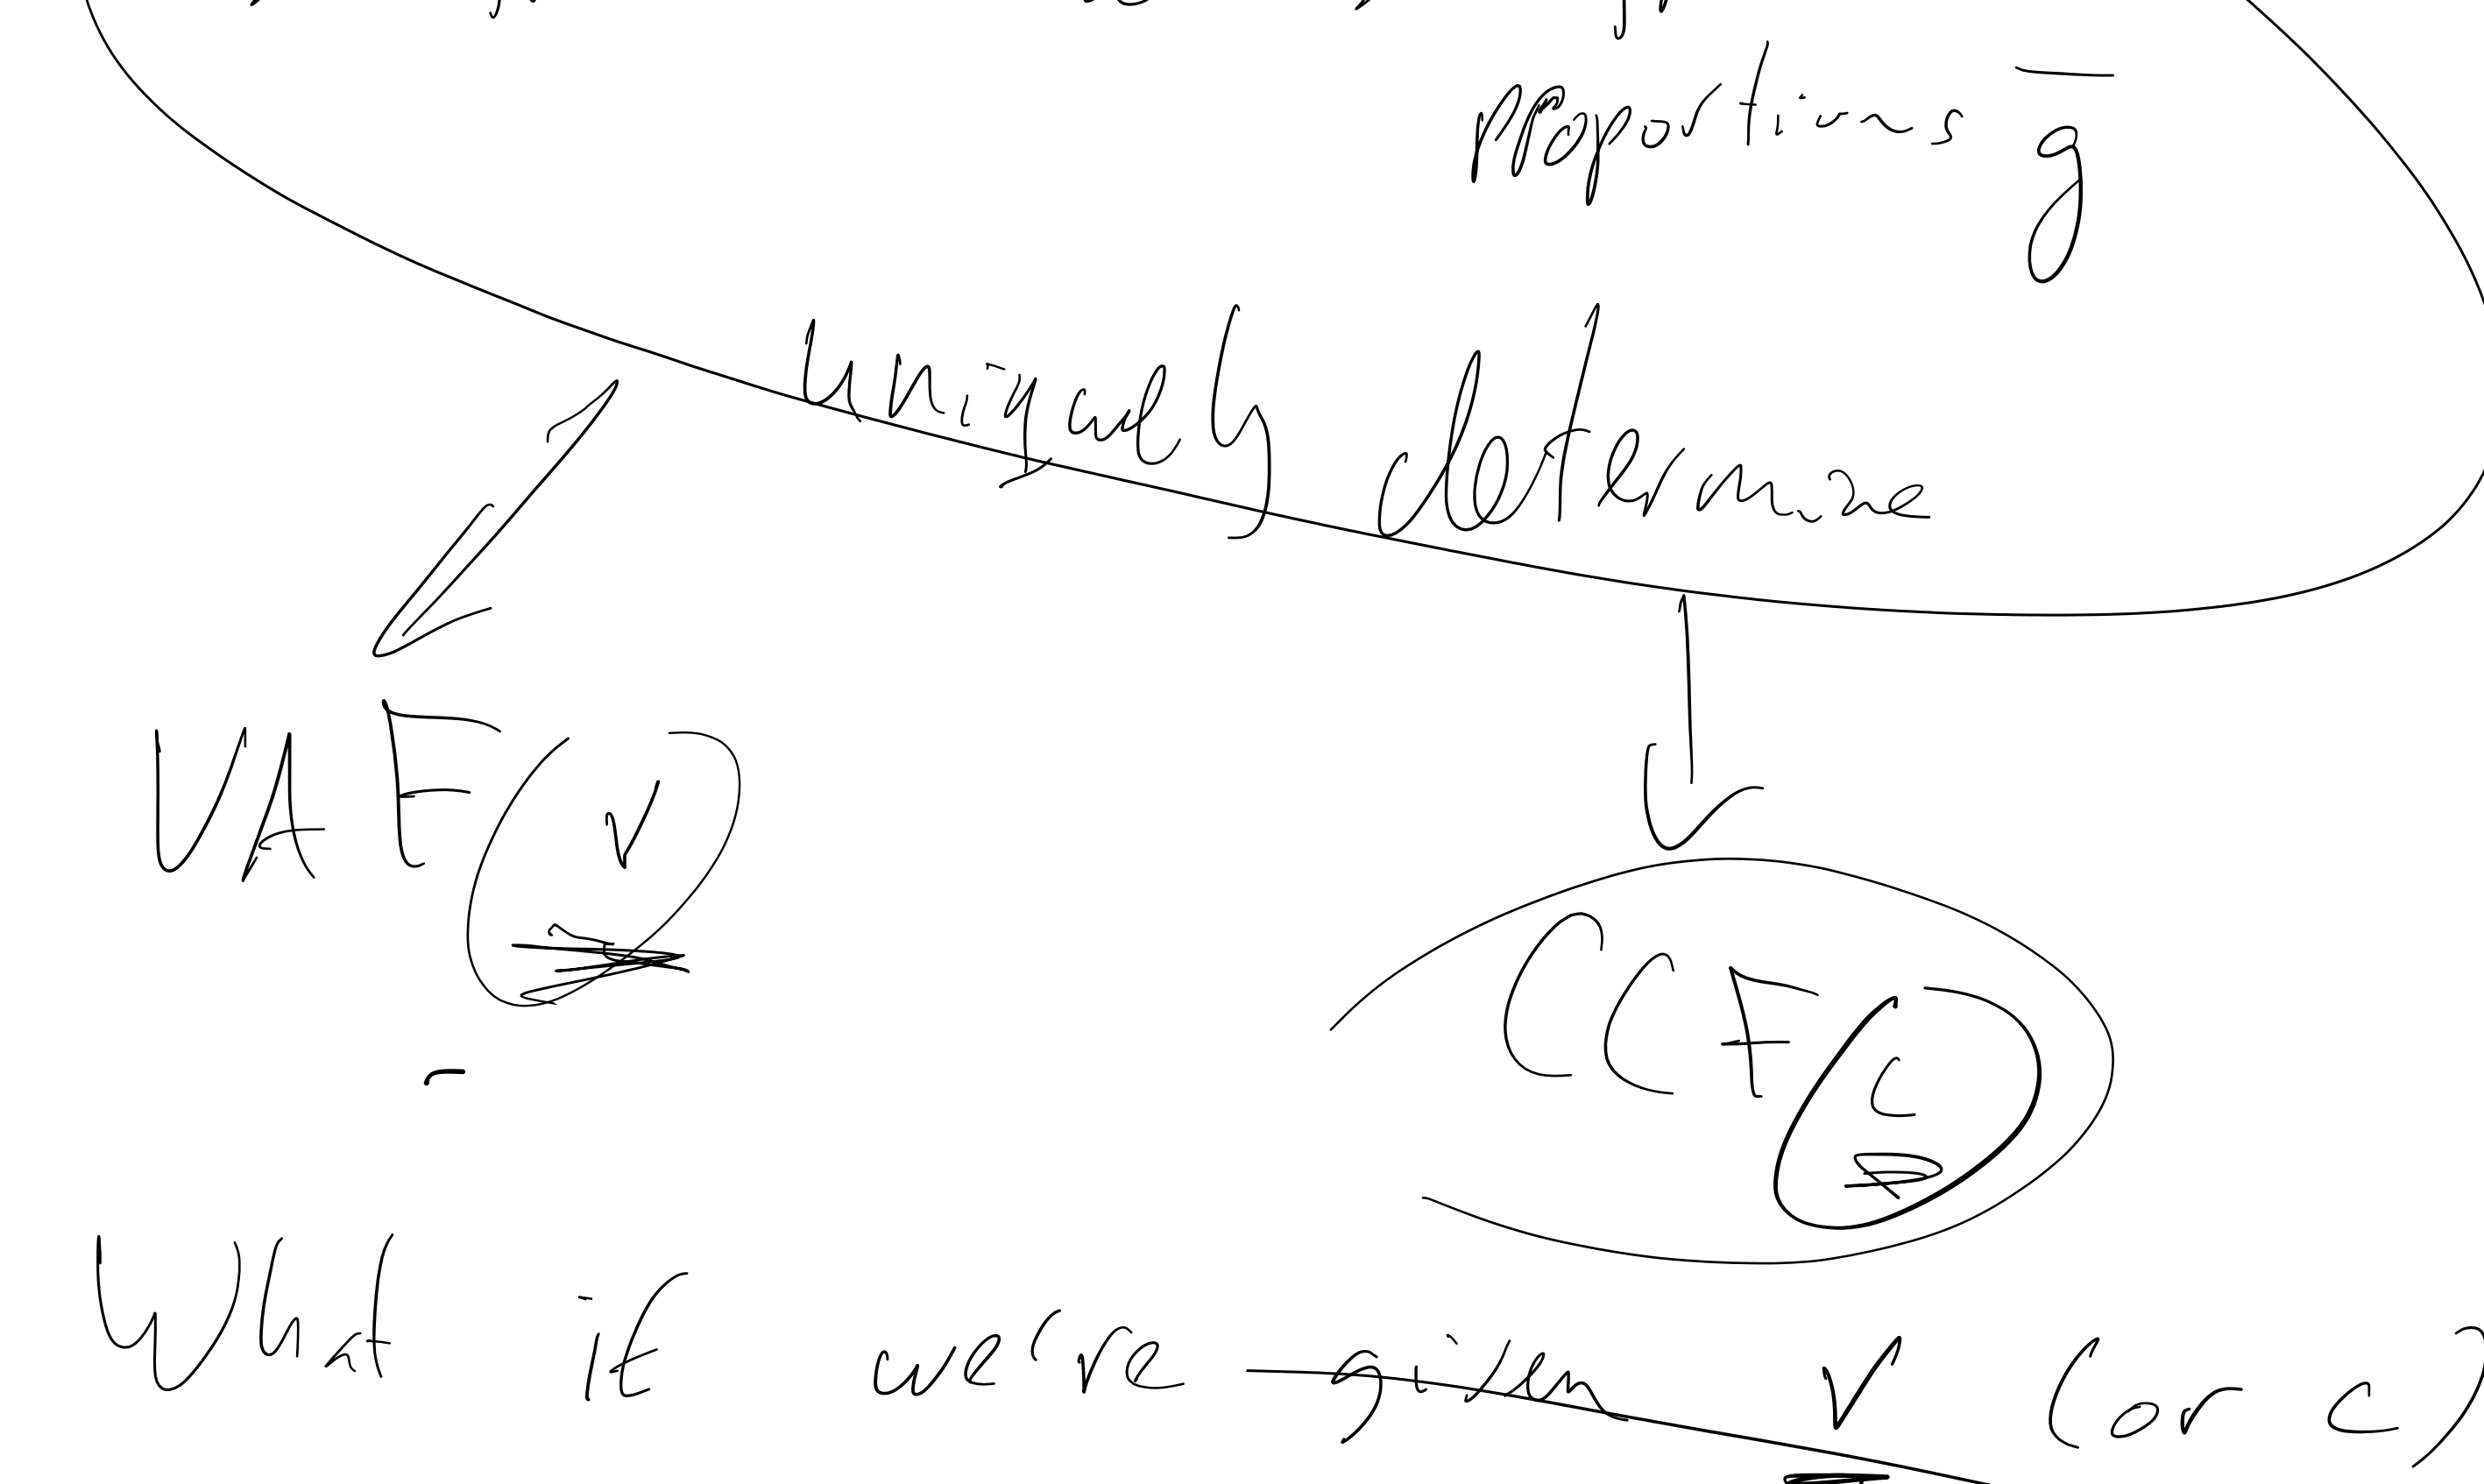 proportions g
uniquely determine
VAF(v)
CCF(c)
What if we're given v (or c)